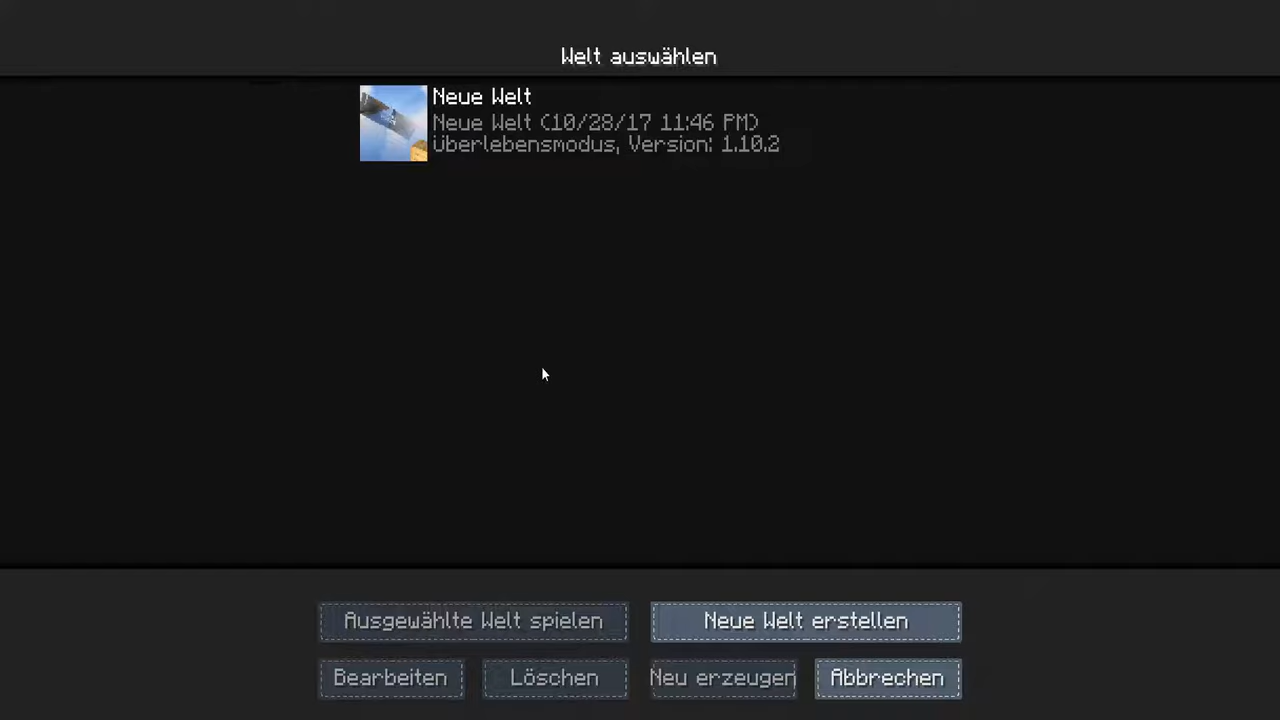 Welt auswählen
Neue Welt
Neue Welt (10/28/17 11:46 PM)
Überlebensmodus, Version: 1.10.2
Ausgewählte Welt spielen
Neue Welt erstellen
Bearbeiten
Löschen
Neu erzeugen
Abbrechen